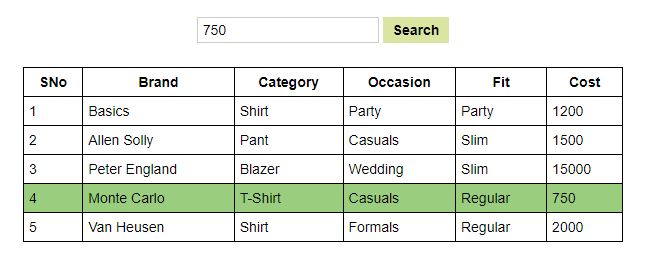 750 Search
SNo Brand Category Occasion Fit Cost
1 Basics Shirt Party Party 1200
2 Allen Solly Pant Casuals Slim 1500
3 Peter England Blazer Wedding Slim 15000
4 Monte Carlo T-Shirt Casuals Regular 750
5 Van Heusen Shirt Formals Regular 2000